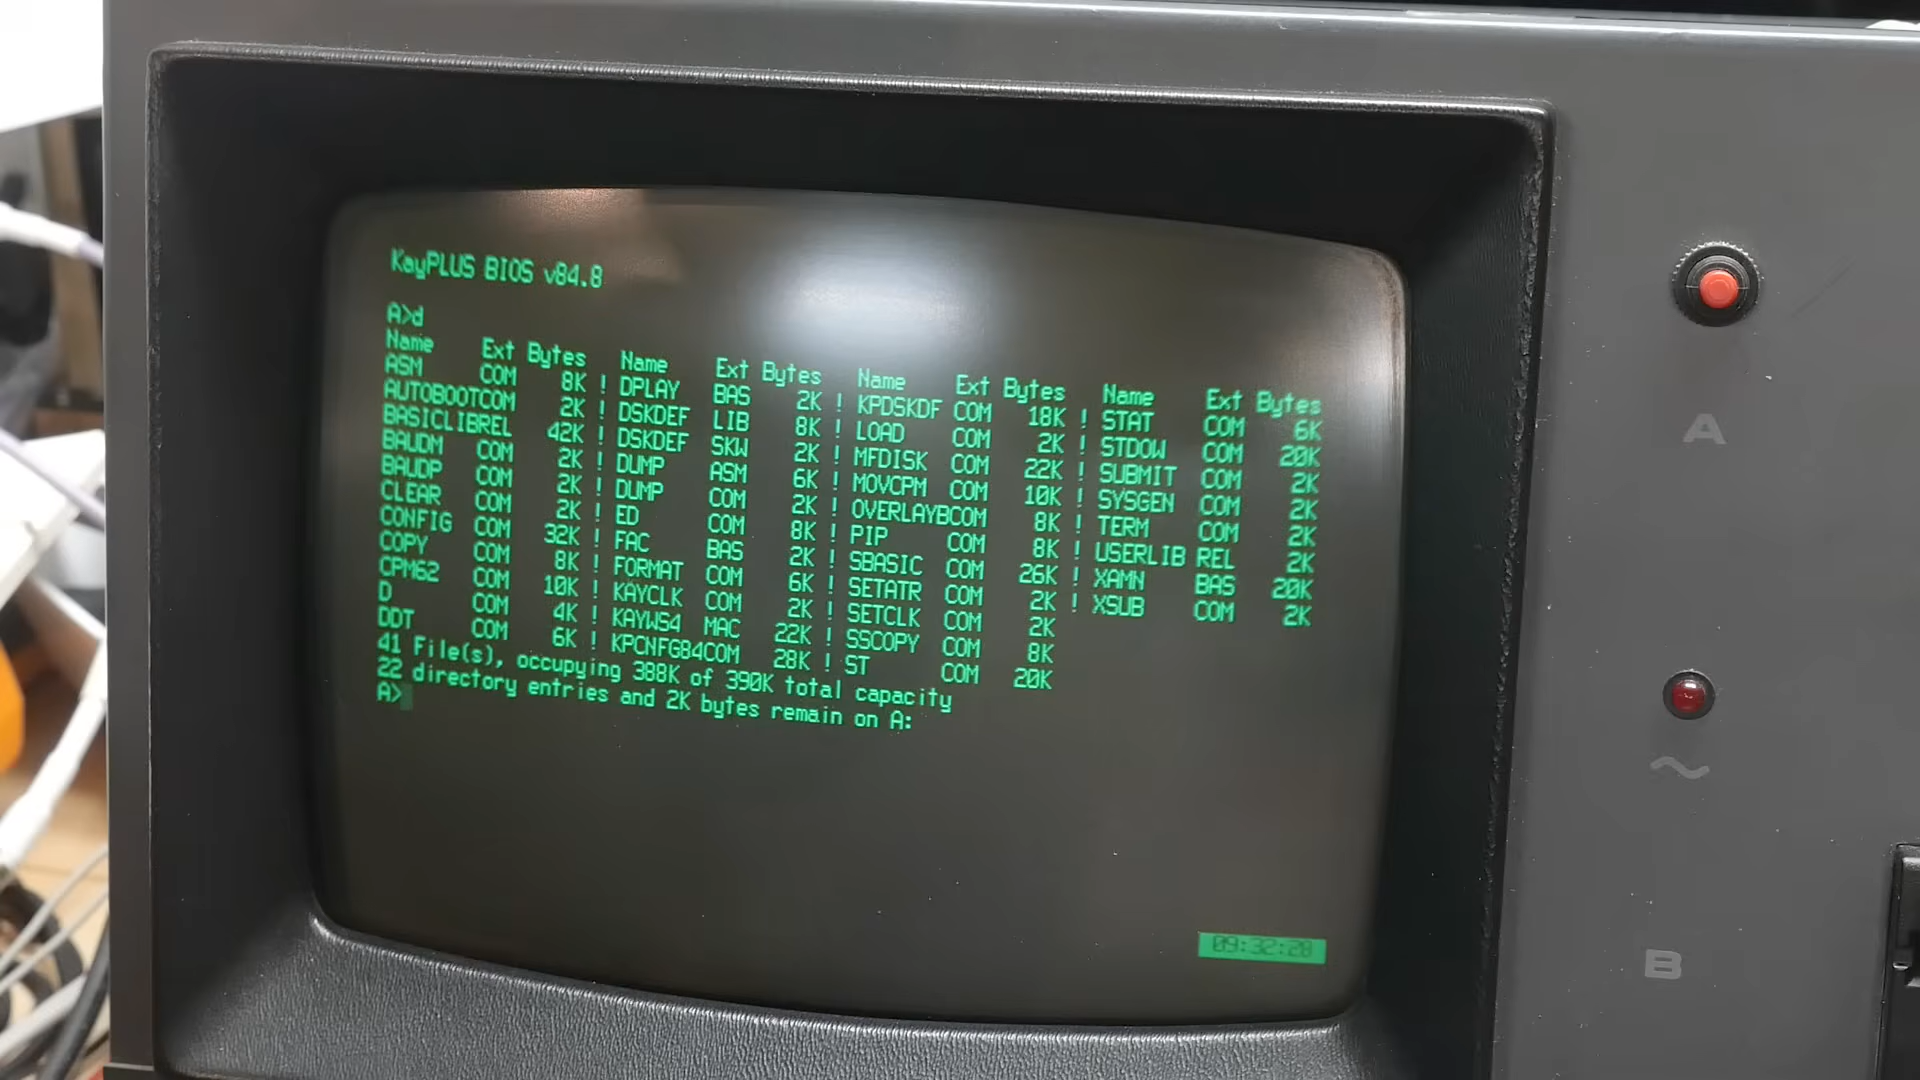 KayPLUS BIOS v84.8
A>d
Name Ext Bytes Name Ext Bytes Name Ext Bytes Name Ext Bytes
ASM COM 8K ! DPLAY BAS 2K ! KPDSKDF COM 18K ! STAT COM 6K
AUTOBOOTCOM 2K ! DSKDEF LIB 8K ! LOAD COM 2K ! STDOW COM 20K
BASICLIBREL 42K ! DSKDEF SKW 2K ! MFDISK COM 22K ! SUBMIT COM 2K
BAUDM COM 2K ! DUMP ASM 6K ! MOVCPM COM 10K ! SYSGEN COM 2K
BAUDP COM 2K ! DUMP COM 2K ! OVERLAYBCOM 8K ! TERM COM 2K
CLEAR COM 2K ! ED COM 8K ! PIP COM 8K ! USERLIB REL 2K
CONFIG COM 32K ! FAC BAS 2K ! SBASIC COM 26K ! XAMN BAS 20K
COPY COM 8K ! FORMAT COM 6K ! SETATR COM 2K ! XSUB COM 2K
CPM62 COM 10K ! KAYCLK COM 2K ! SETCLK COM 2K
D COM 4K ! KAYWS4 MAC 22K ! SSCOPY COM 8K
DDT COM 6K ! KPCNFG84COM 28K ! ST COM 20K
41 File(s), occupying 388K of 390K total capacity
22 directory entries and 2K bytes remain on A:
A>
09:32:28
A
B